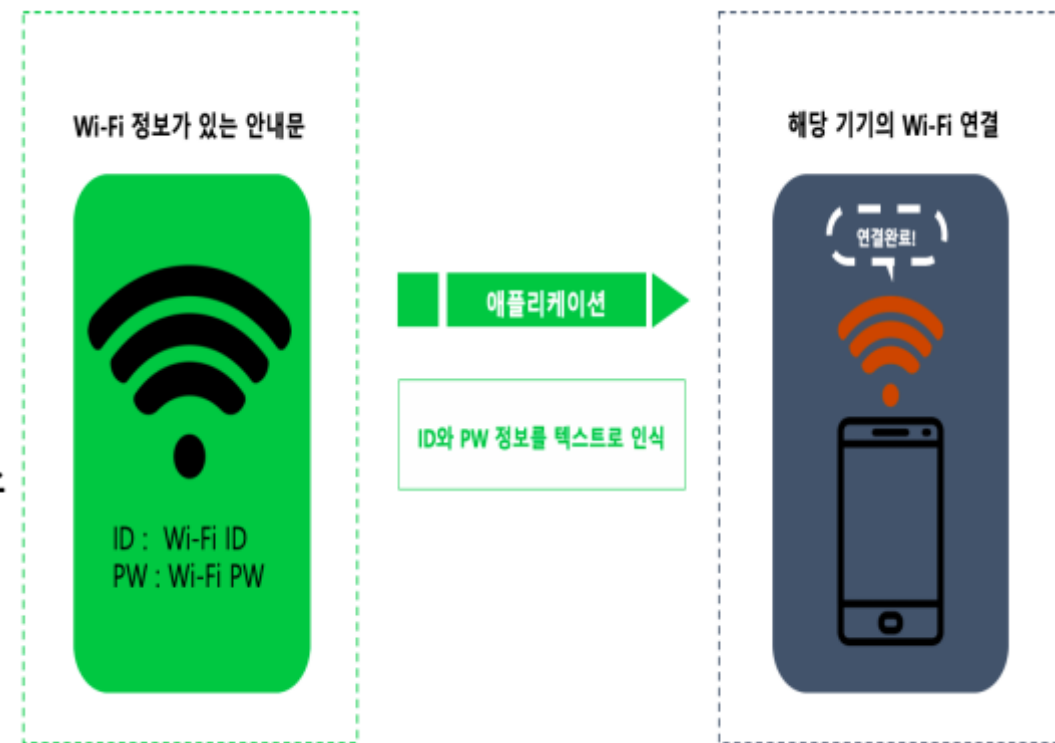 Wi-Fi 정보가 있는 안내문
ID : Wi-Fi ID
PW : Wi-Fi PW
애플리케이션
ID와 PW 정보를 텍스트로 인식
해당 기기의 Wi-Fi 연결
연결완료!